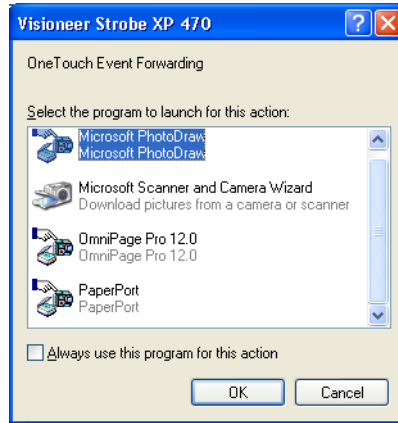 Visioneer Strobe XP 470
OneTouch Event Forwarding
Select the program to launch for this action:
Microsoft PhotoDraw
Microsoft PhotoDraw
Microsoft Scanner and Camera Wizard
Download pictures from a camera or scanner
OmniPage Pro 12.0
OmniPage Pro 12.0
PaperPort
PaperPort
Always use this program for this action
OK Cancel